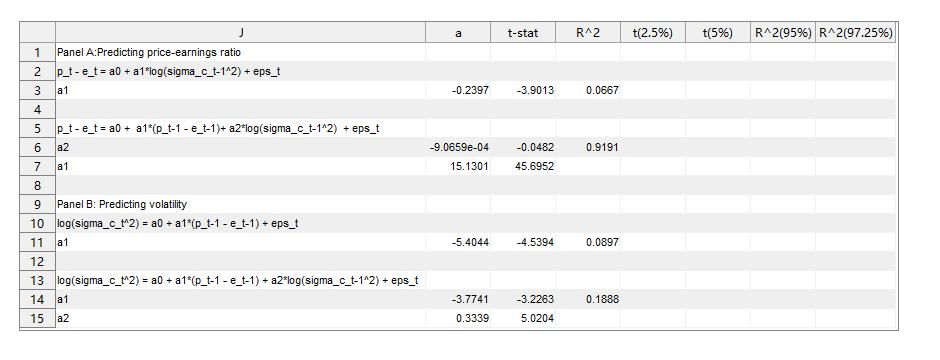 J a t-stat R^2 t(2.5%) t(5%) R^2(95%) R^2(97.25%)
1 Panel A:Predicting price-earnings ratio
2 p_t - e_t = a0 + a1*log(sigma_c_t-1^2) + eps_t
3 a1 -0.2397 -3.9013 0.0667
4
5 p_t - e_t = a0 + a1*(p_t-1 - e_t-1)+ a2*log(sigma_c_t-1^2) + eps_t
6 a2 -9.0659e-04 -0.0482 0.9191
7 a1 15.1301 45.6952
8
9 Panel B: Predicting volatility
10 log(sigma_c_t^2) = a0 + a1*(p_t-1 - e_t-1) + eps_t
11 a1 -5.4044 -4.5394 0.0897
12
13 log(sigma_c_t^2) = a0 + a1*(p_t-1 - e_t-1) + a2*log(sigma_c_t-1^2) + eps_t
14 a1 -3.7741 -3.2263 0.1888
15 a2 0.3339 5.0204